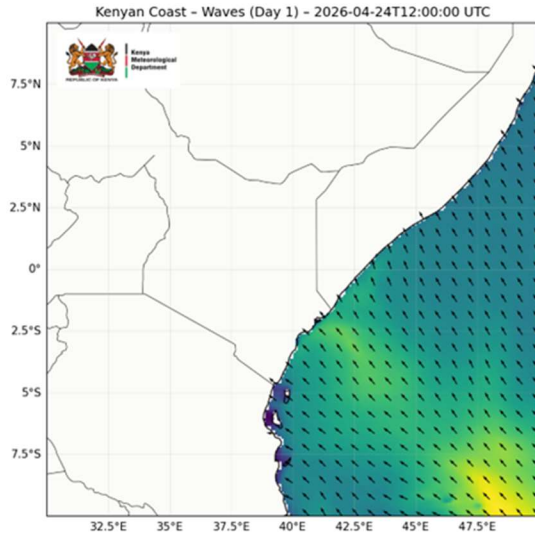 Kenyan Coast – Waves (Day 1) – 2026-04-24T12:00:00 UTC
Kenya
Meteorological
Department
REPUBLIC OF KENYA
7.5°N
5°N
2.5°N
0°
2.5°S
5°S
7.5°S
32.5°E 35°E 37.5°E 40°E 42.5°E 45°E 47.5°E